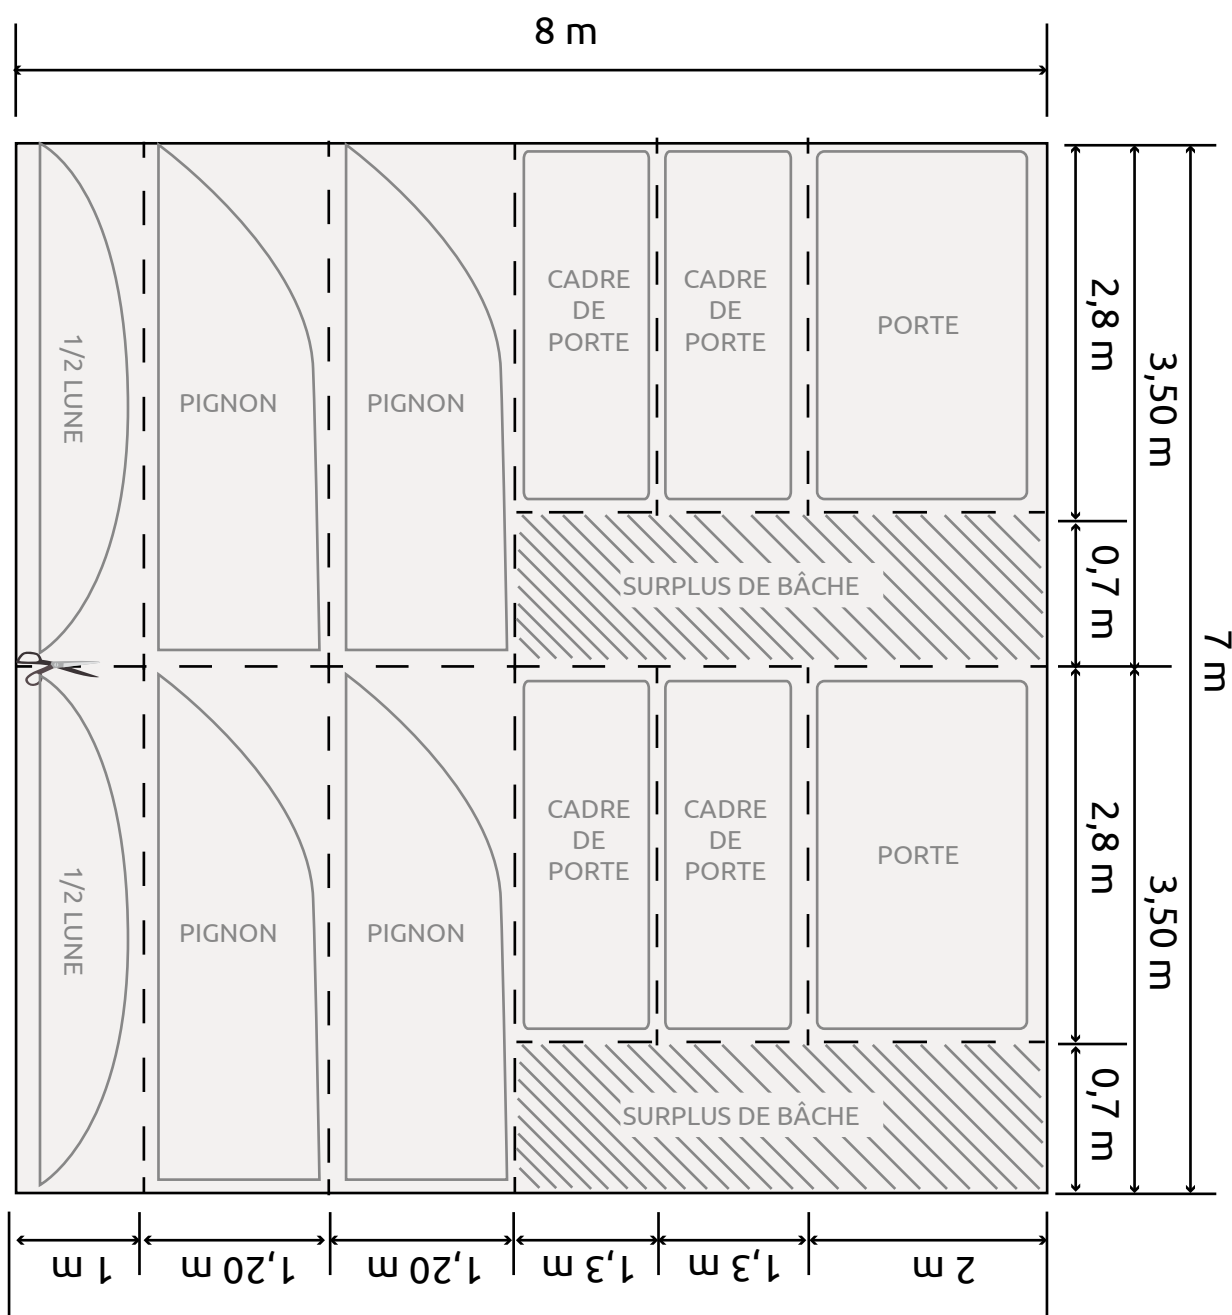 8 m
1/2 LUNE
PIGNON
PIGNON
CADRE
DE
PORTE
CADRE
DE
PORTE
PORTE
SURPLUS DE BÂCHE
2,8 m
3,50 m
0,7 m
7 m
1/2 LUNE
PIGNON
PIGNON
CADRE
DE
PORTE
CADRE
DE
PORTE
PORTE
SURPLUS DE BÂCHE
2,8 m
3,50 m
0,7 m
1 m
1,20 m
1,20 m
1,3 m
1,3 m
2 m